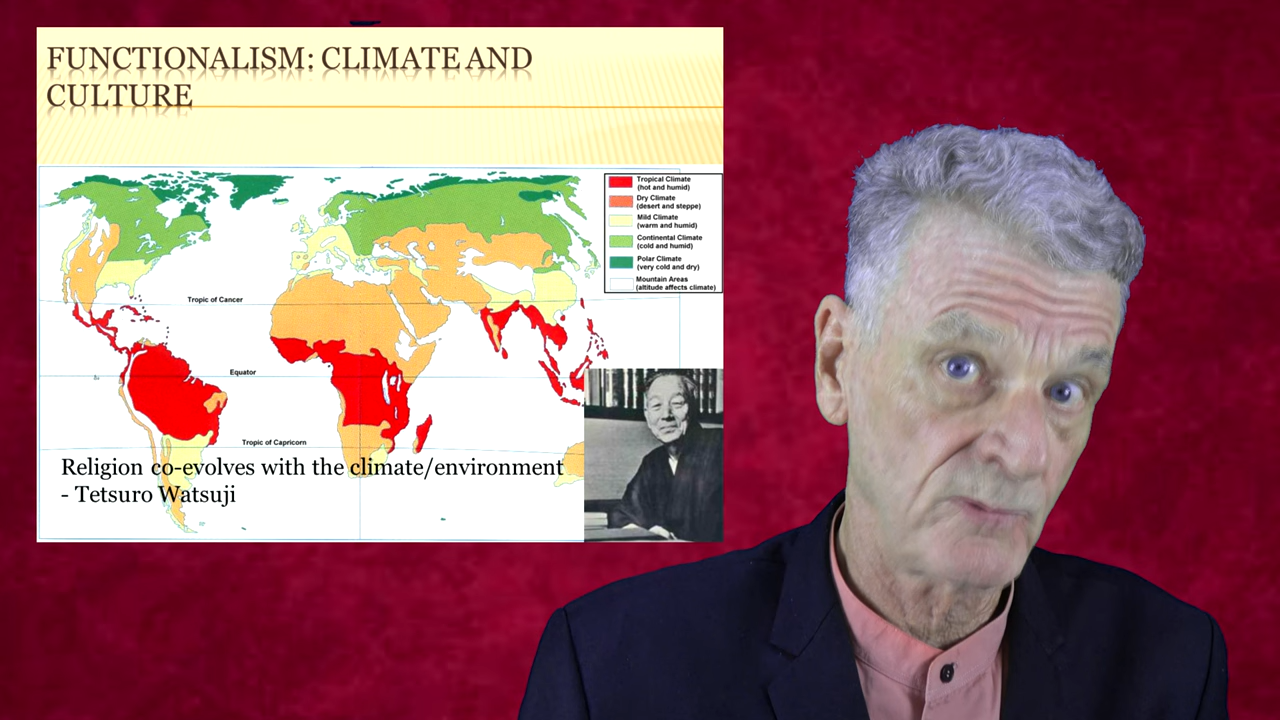 FUNCTIONALISM: CLIMATE AND
CULTURE
Tropical Climate
(hot and humid)
Dry Climate
(desert and steppe)
Mild Climate
(warm and humid)
Continental Climate
(cold and humid)
Polar Climate
(very cold and dry)
Mountain Areas
(altitude affects climate)
Tropic of Cancer
Equator
Tropic of Capricorn
Religion co-evolves with the climate/environment
- Tetsuro Watsuji